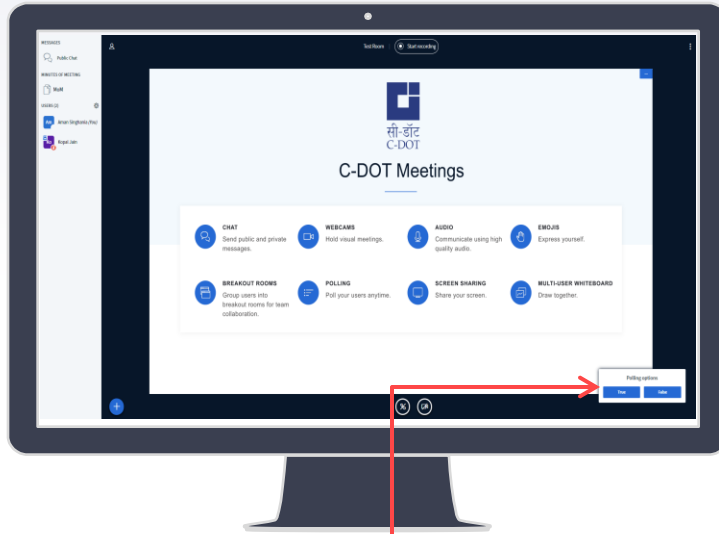 MESSAGES
Public Chat
MINUTES OF MEETING
MoM
USERS (2)
Am
Aman Singhania (You)
Kopal Jain
Test Room
Start recording
सी-डॉट
C-DOT
C-DOT Meetings
CHAT
Send public and private
messages.
WEBCAMS
Hold visual meetings.
AUDIO
Communicate using high
quality audio.
EMOJIS
Express yourself.
BREAKOUT ROOMS
Group users into
breakout rooms for team
collaboration.
POLLING
Poll your users anytime.
SCREEN SHARING
Share your screen.
MULTI-USER WHITEBOARD
Draw together.
Polling options
True
False